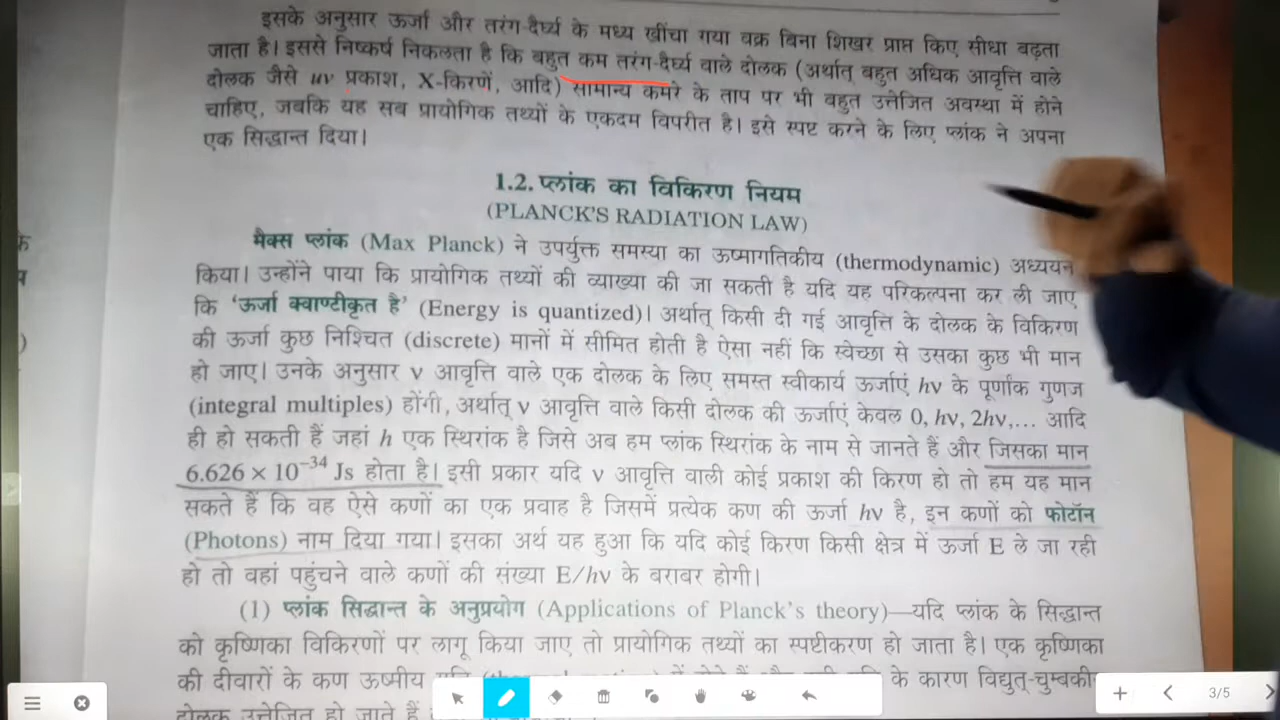 इसके अनुसार ऊर्जा और तरंग-दैर्घ्य के मध्य खींचा गया वक्र बिना शिखर प्राप्त किए सीधा बढ़ता
जाता है। इससे निष्कर्ष निकलता है कि बहुत कम तरंग-दैर्घ्य वाले दोलक (अर्थात् बहुत अधिक आवृत्ति वाले
दोलक जैसे uv प्रकाश, X-किरणें, आदि) सामान्य कमरे के ताप पर भी बहुत उत्तेजित अवस्था में होने
चाहिए, जबकि यह सब प्रायोगिक तथ्यों के एकदम विपरीत है। इसे स्पष्ट करने के लिए प्लांक ने अपना
एक सिद्धान्त दिया।
1.2. प्लांक का विकिरण नियम
(PLANCK'S RADIATION LAW)
मैक्स प्लांक (Max Planck) ने उपर्युक्त समस्या का ऊष्मागतिकीय (thermodynamic) अध्ययन
किया। उन्होंने पाया कि प्रायोगिक तथ्यों की व्याख्या की जा सकती है यदि यह परिकल्पना कर ली जाए
कि 'ऊर्जा क्वाण्टीकृत है' (Energy is quantized)। अर्थात् किसी दी गई आवृत्ति के दोलक के विकिरण
की ऊर्जा कुछ निश्चित (discrete) मानों में सीमित होती है ऐसा नहीं कि स्वेच्छा से उसका कुछ भी मान
हो जाए। उनके अनुसार ν आवृत्ति वाले एक दोलक के लिए समस्त स्वीकार्य ऊर्जाएं hν के पूर्णांक गुणज
(integral multiples) होंगी, अर्थात् ν आवृत्ति वाले किसी दोलक की ऊर्जाएं केवल 0, hν, 2hν,... आदि
ही हो सकती हैं जहां h एक स्थिरांक है जिसे अब हम प्लांक स्थिरांक के नाम से जानते हैं और जिसका मान
6.626 × 10⁻³⁴ Js होता है। इसी प्रकार यदि ν आवृत्ति वाली कोई प्रकाश की किरण हो तो हम यह मान
सकते हैं कि वह ऐसे कणों का एक प्रवाह है जिसमें प्रत्येक कण की ऊर्जा hν है, इन कणों को फोटॉन
(Photons) नाम दिया गया। इसका अर्थ यह हुआ कि यदि कोई किरण किसी क्षेत्र में ऊर्जा E ले जा रही
हो तो वहां पहुंचने वाले कणों की संख्या E/hν के बराबर होगी।
(1) प्लांक सिद्धान्त के अनुप्रयोग (Applications of Planck's theory)—यदि प्लांक के सिद्धान्त
को कृष्णिका विकिरणों पर लागू किया जाए तो प्रायोगिक तथ्यों का स्पष्टीकरण हो जाता है। एक कृष्णिका
की दीवारों के कण ऊष्मीय के कारण विद्युत्-चुम्बकीय
दोलक उत्तेजित हो जाते हैं
3/5